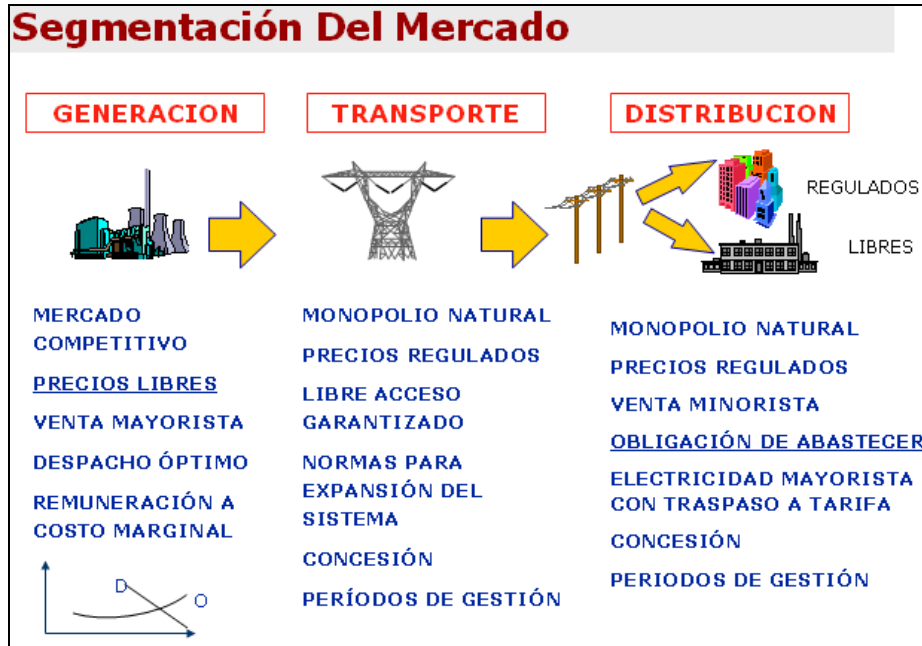 Segmentación Del Mercado
GENERACION
TRANSPORTE
DISTRIBUCION
REGULADOS
LIBRES
MERCADO
COMPETITIVO
PRECIOS LIBRES
VENTA MAYORISTA
DESPACHO ÓPTIMO
REMUNERACIÓN A
COSTO MARGINAL
D
O
MONOPOLIO NATURAL
PRECIOS REGULADOS
LIBRE ACCESO
GARANTIZADO
NORMAS PARA
EXPANSIÓN DEL
SISTEMA
CONCESIÓN
PERÍODOS DE GESTIÓN
MONOPOLIO NATURAL
PRECIOS REGULADOS
VENTA MINORISTA
OBLIGACIÓN DE ABASTECER
ELECTRICIDAD MAYORISTA
CON TRASPASO A TARIFA
CONCESIÓN
PERIODOS DE GESTIÓN